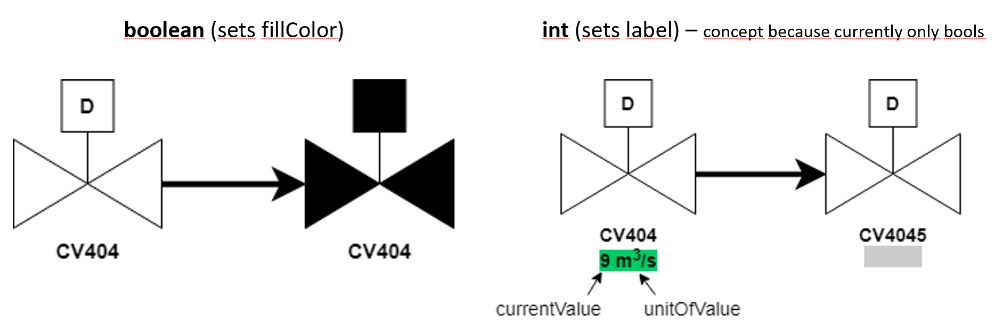 boolean (sets fillColor)
int (sets label) – concept because currently only bools
D
D
D
CV404
CV404
CV404
CV4045
9 m³/s
currentValue
unitOfValue